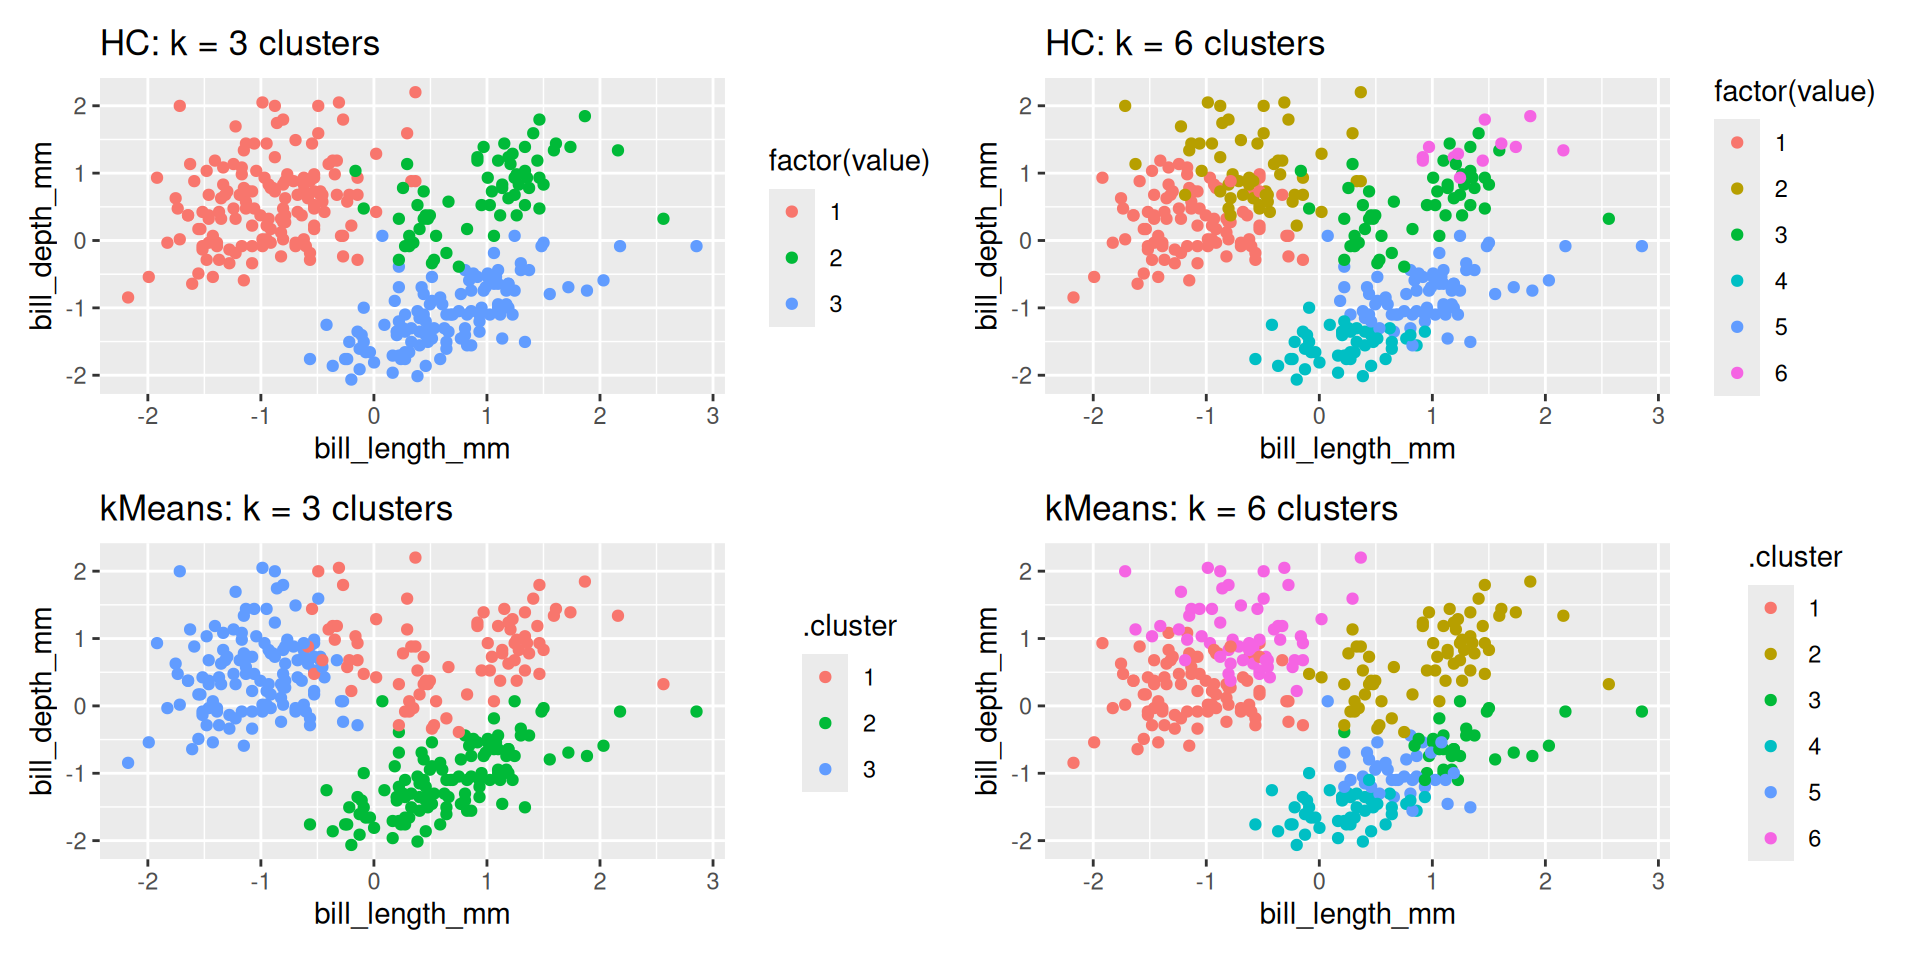 HC: k = 3 clusters
bill_depth_mm
2
1
0
-1
-2
-2 -1 0 1 2 3
bill_length_mm
factor(value)
1
2
3
HC: k = 6 clusters
bill_depth_mm
2
1
0
-1
-2
-2 -1 0 1 2 3
bill_length_mm
factor(value)
1
2
3
4
5
6
kMeans: k = 3 clusters
bill_depth_mm
2
1
0
-1
-2
-2 -1 0 1 2 3
bill_length_mm
.cluster
1
2
3
kMeans: k = 6 clusters
bill_depth_mm
2
1
0
-1
-2
-2 -1 0 1 2 3
bill_length_mm
.cluster
1
2
3
4
5
6